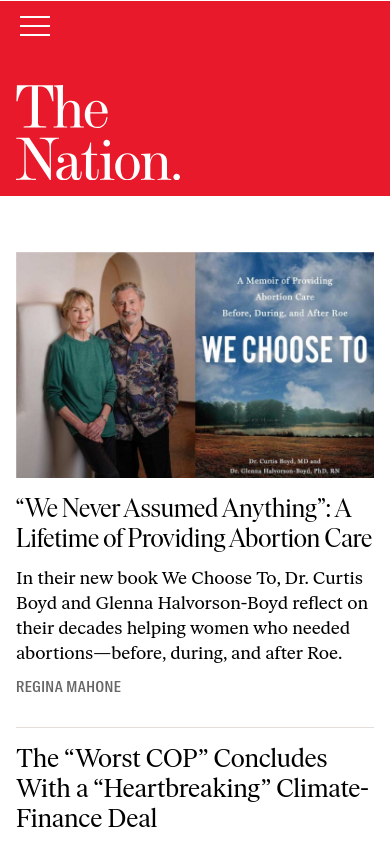 The
Nation.
A Memoir of Providing
Abortion Care
Before, During, and After Roe
WE CHOOSE TO
Dr. Curtis Boyd, MD and
Dr. Glenna Halvorson-Boyd, PhD, RN
“We Never Assumed Anything”: A
Lifetime of Providing Abortion Care
In their new book We Choose To, Dr. Curtis
Boyd and Glenna Halvorson-Boyd reflect on
their decades helping women who needed
abortions—before, during, and after Roe.
REGINA MAHONE
The “Worst COP” Concludes
With a “Heartbreaking” Climate-
Finance Deal